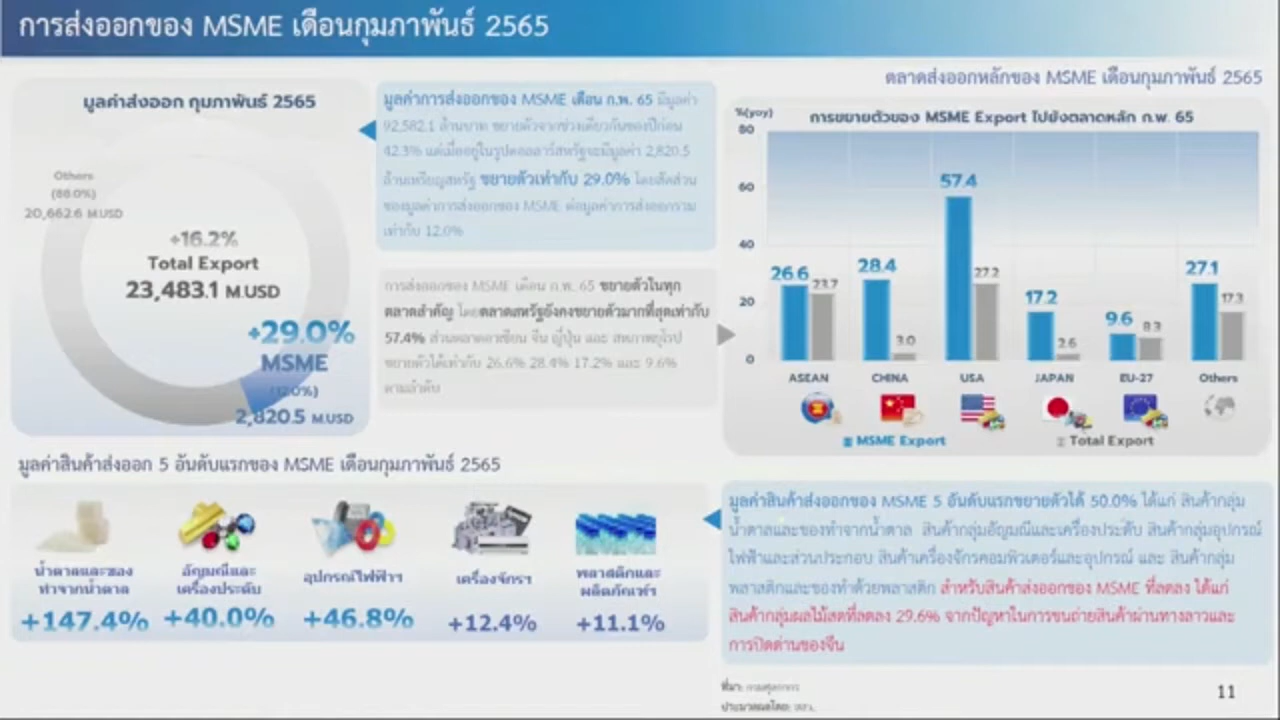 การส่งออกของ MSME เดือนกุมภาพันธ์ 2565
มูลค่าส่งออก กุมภาพันธ์ 2565
Others
(88.0%)
20,662.6 M.USD
+16.2%
Total Export
23,483.1 M.USD
+29.0%
MSME
(12.0%)
2,820.5 M.USD
มูลค่าการส่งออกของ MSME เดือน ก.พ. 65 มีมูลค่า
92,582.1 ล้านบาท ขยายตัวจากช่วงเดียวกันของปีก่อน
42.3% แต่เมื่ออยู่ในรูปดอลลาร์สหรัฐจะมีมูลค่า 2,820.5
ล้านเหรียญสหรัฐ ขยายตัวเท่ากับ 29.0% โดยสัดส่วน
ของมูลค่าการส่งออกของ MSME ต่อมูลค่าการส่งออกรวม
เท่ากับ 12.0%
การส่งออกของ MSME เดือน ก.พ. 65 ขยายตัวในทุก
ตลาดสำคัญ โดยตลาดสหรัฐยังคงขยายตัวมากที่สุดเท่ากับ
57.4% ส่วนตลาดอาเซียน จีน ญี่ปุ่น และ สหภาพยุโรป
ขยายตัวได้เท่ากับ 26.6% 28.4% 17.2% และ 9.6%
ตามลำดับ
ตลาดส่งออกหลักของ MSME เดือนกุมภาพันธ์ 2565
%(yoy)
การขยายตัวของ MSME Export ไปยังตลาดหลัก ก.พ. 65
80
60
40
20
0
26.6 23.7
28.4 3.0
57.4 27.2
17.2 2.6
9.6 8.3
27.1 17.3
ASEAN CHINA USA JAPAN EU-27 Others
MSME Export Total Export
มูลค่าสินค้าส่งออก 5 อันดับแรกของ MSME เดือนกุมภาพันธ์ 2565
น้ำตาลและของ
ทำจากน้ำตาล
+147.4%
อัญมณีและ
เครื่องประดับ
+40.0%
อุปกรณ์ไฟฟ้าฯ
+46.8%
เครื่องจักรฯ
+12.4%
พลาสติกและ
ผลิตภัณฑ์ฯ
+11.1%
มูลค่าสินค้าส่งออกของ MSME 5 อันดับแรกขยายตัวได้ 50.0% ได้แก่ สินค้ากลุ่ม
น้ำตาลและของทำจากน้ำตาล สินค้ากลุ่มอัญมณีและเครื่องประดับ สินค้ากลุ่มอุปกรณ์
ไฟฟ้าและส่วนประกอบ สินค้าเครื่องจักรคอมพิวเตอร์และอุปกรณ์ และ สินค้ากลุ่ม
พลาสติกและของทำด้วยพลาสติก สำหรับสินค้าส่งออกของ MSME ที่ลดลง ได้แก่
สินค้ากลุ่มผลไม้สดที่ลดลง 29.6% จากปัญหาในการขนถ่ายสินค้าผ่านทางลาวและ
การปิดด่านของจีน
ที่มา: กรมศุลกากร
ประมวลผลโดย: สสว.
11